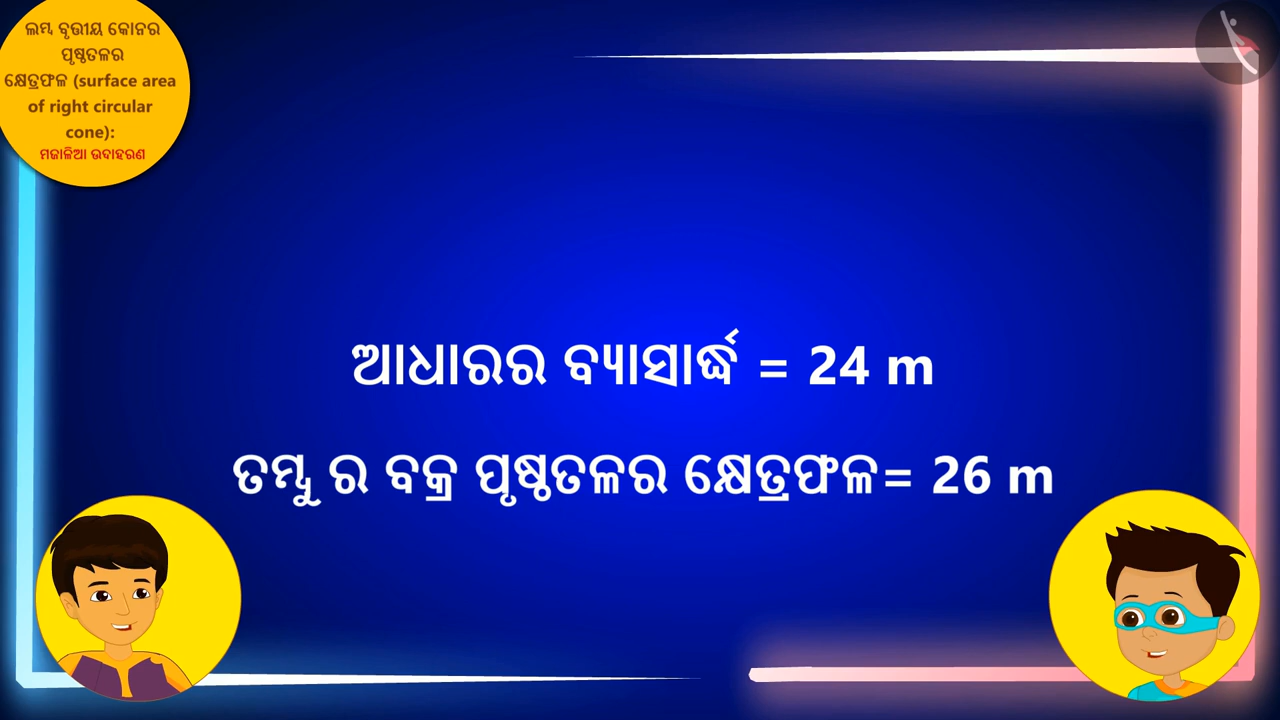 ଲମ୍ବ ବୃତ୍ତୀୟ କୋନର
ପୃଷ୍ଠତଳର
କ୍ଷେତ୍ରଫଳ (surface area
of right circular
cone):
ମଜାଳିଆ ଉଦାହରଣ
ଆଧାରର ବ୍ୟାସାର୍ଦ୍ଧ = 24 m
ତମ୍ଭୁ ର ବକ୍ର ପୃଷ୍ଠତଳର କ୍ଷେତ୍ରଫଳ= 26 m